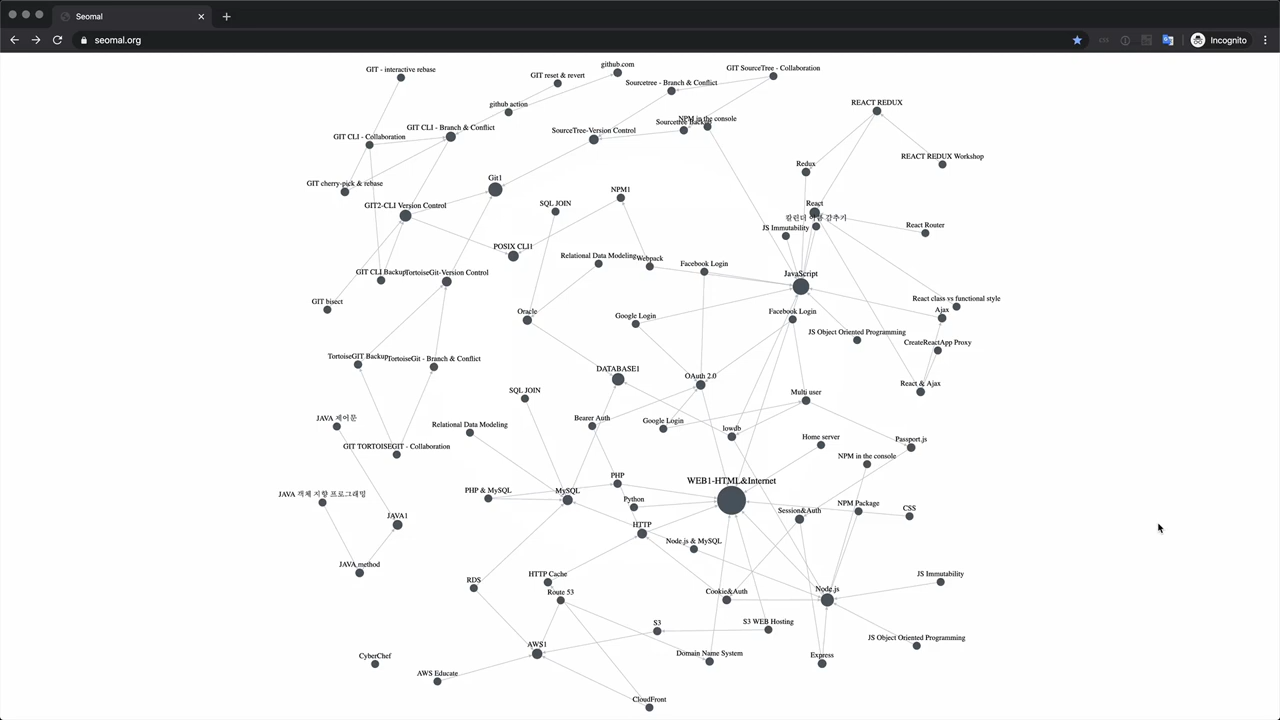 Seomal
seomal.org
Incognito
github.com
GIT - interactive rebase
GIT SourceTree - Collaboration
GIT reset & revert
Sourcetree - Branch & Conflict
REACT REDUX
github action
NPM in the console
GIT CLI - Branch & Conflict
SourceTree-Version Control
GIT CLI - Collaboration
REACT REDUX Workshop
Redux
Git1
GIT cherry-pick & rebase
NPM1
SQL JOIN
React
GIT2-CLI Version Control
JS Immutability
React Router
POSIX CLI1
Relational Data Modeling
Webpack
Facebook Login
GIT CLI Backup
TortoiseGit-Version Control
JavaScript
React class vs functional style
GIT bisect
Ajax
Oracle
Google Login
Facebook Login
JS Object Oriented Programming
CreateReactApp Proxy
TortoiseGIT Backup
TortoiseGit - Branch & Conflict
DATABASE1
OAuth 2.0
React & Ajax
SQL JOIN
Multi user
JAVA 제어문
Relational Data Modeling
Bearer Auth
Google Login
lowdb
Home server
Passport.js
GIT TORTOISEGIT - Collaboration
NPM in the console
PHP
WEB1-HTML&Internet
JAVA 객체 지향 프로그래밍
PHP & MySQL
MySQL
Python
NPM Package
CSS
JAVA1
HTTP
Session&Auth
Node.js & MySQL
JAVA method
RDS
HTTP Cache
JS Immutability
Route 53
Cookie&Auth
Node.js
S3
S3 WEB Hosting
JS Object Oriented Programming
AWS1
CyberChef
Domain Name System
Express
AWS Educate
CloudFront